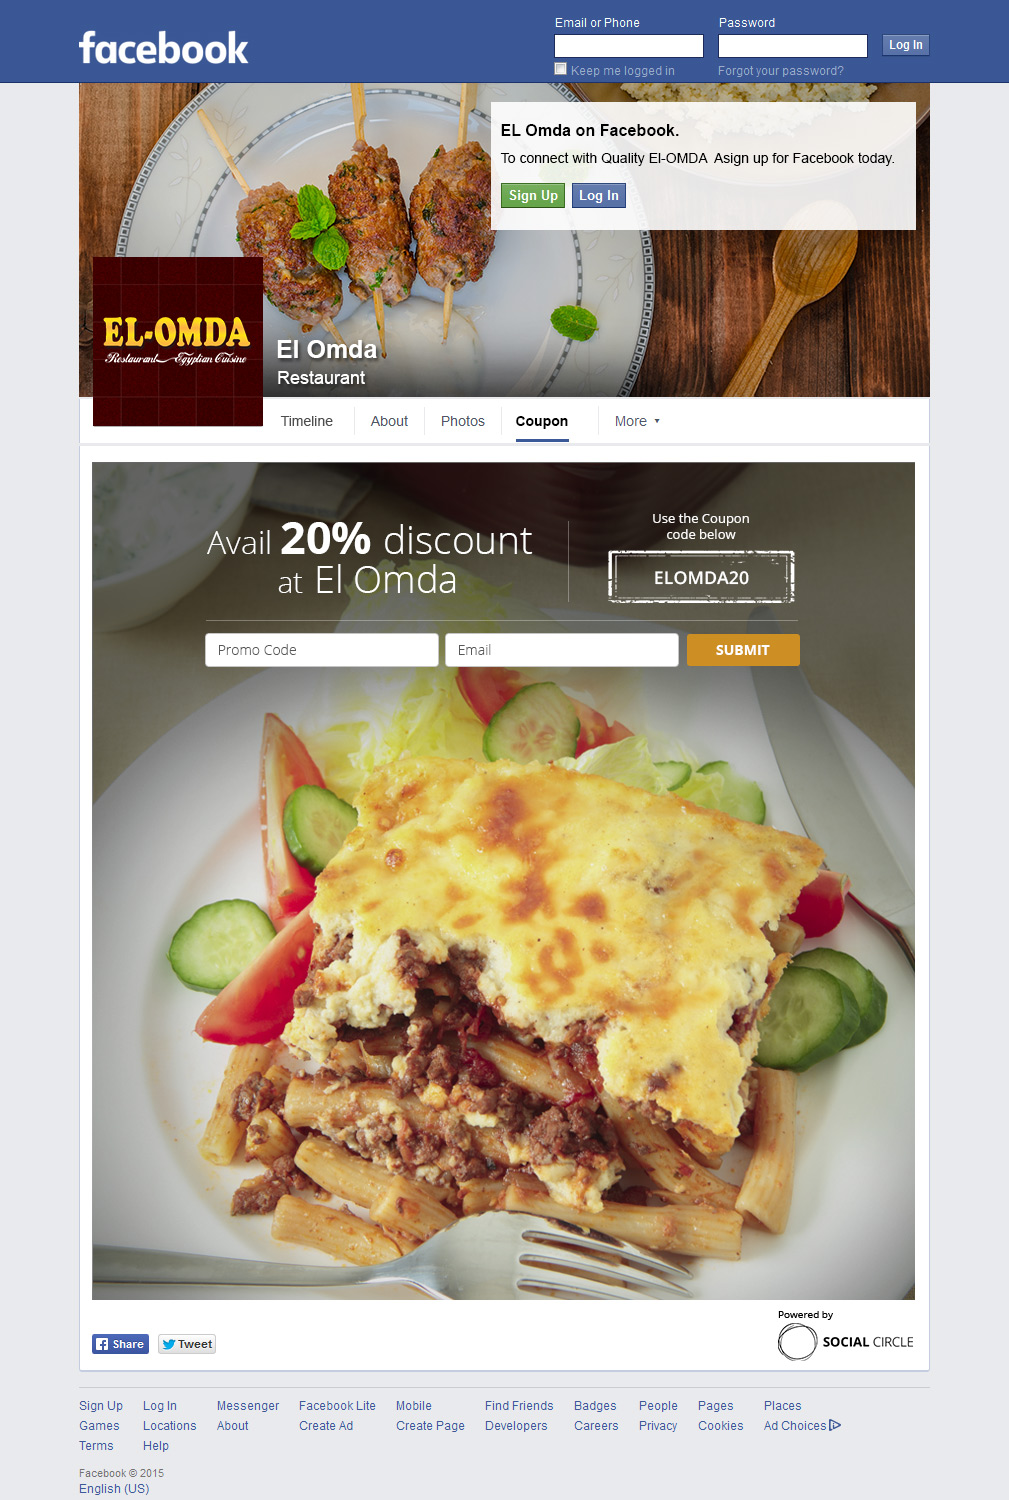 facebook
Email or Phone
Password
Log In
Keep me logged in
Forgot your password?
EL Omda on Facebook.
To connect with Quality El-OMDA Asign up for Facebook today.
Sign Up
Log In
EL-OMDA
Restaurant Egyptian Cuisine
El Omda
Restaurant
Timeline
About
Photos
Coupon
More
Avail 20% discount
at El Omda
Use the Coupon
code below
ELOMDA20
Promo Code
Email
SUBMIT
Powered by
SOCIAL CIRCLE
Share
Tweet
Sign Up Log In Messenger Facebook Lite Mobile Find Friends Badges People Pages Places
Games Locations About Create Ad Create Page Developers Careers Privacy Cookies Ad Choices
Terms Help
Facebook © 2015
English (US)